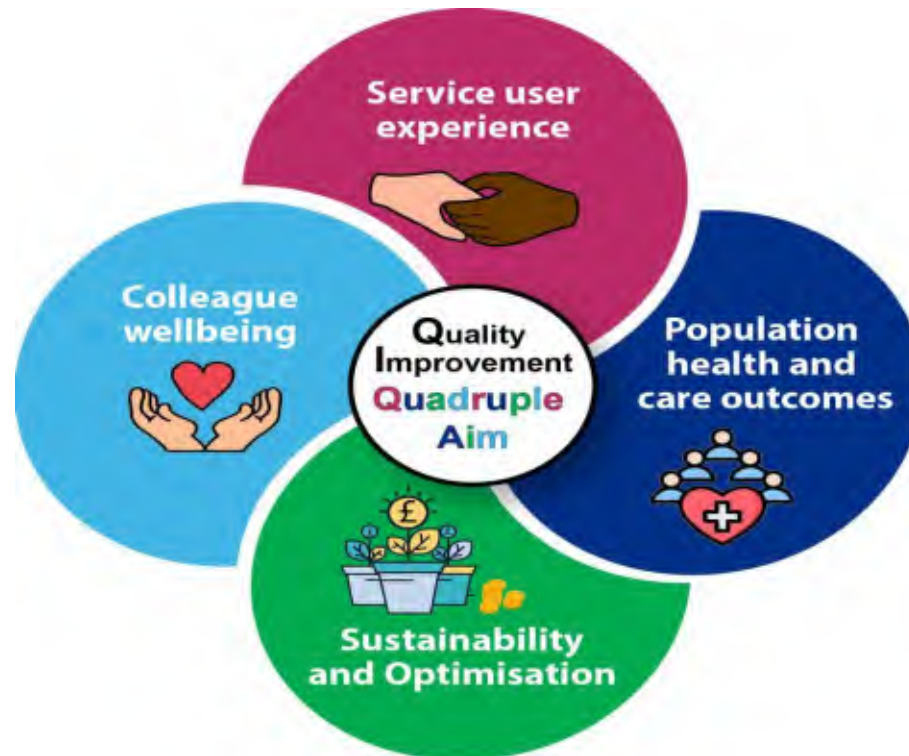 Service user
experience
Colleague
wellbeing
Quality
Improvement
Quadruple
Aim
Population
health and
care outcomes
£
Sustainability
and Optimisation